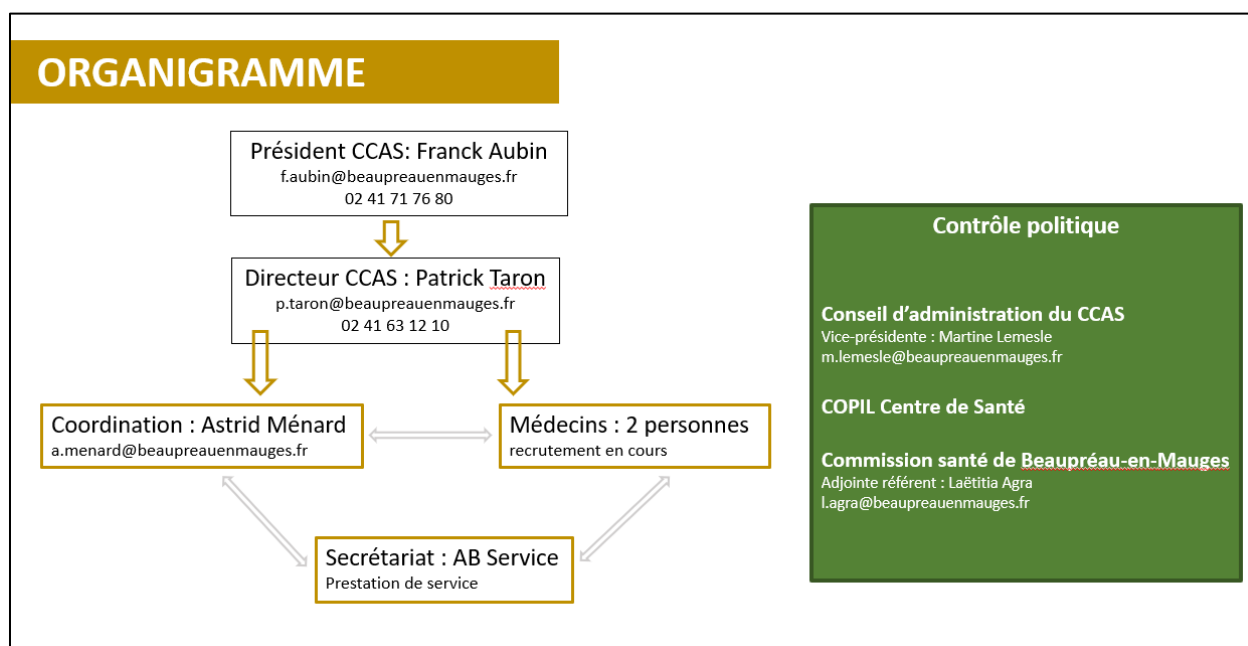 ORGANIGRAMME
Président CCAS: Franck Aubin
f.aubin@beaupreauenmauges.fr
02 41 71 76 80
Directeur CCAS : Patrick Taron
p.taron@beaupreauenmauges.fr
02 41 63 12 10
Coordination : Astrid Ménard
a.menard@beaupreauenmauges.fr
Médecins : 2 personnes
recrutement en cours
Secrétariat : AB Service
Prestation de service
Contrôle politique
Conseil d’administration du CCAS
Vice-présidente : Martine Lemesle
m.lemesle@beaupreauenmauges.fr
COPIL Centre de Santé
Commission santé de Beaupréau-en-Mauges
Adjointe référent : Laëtitia Agra
l.agra@beaupreauenmauges.fr